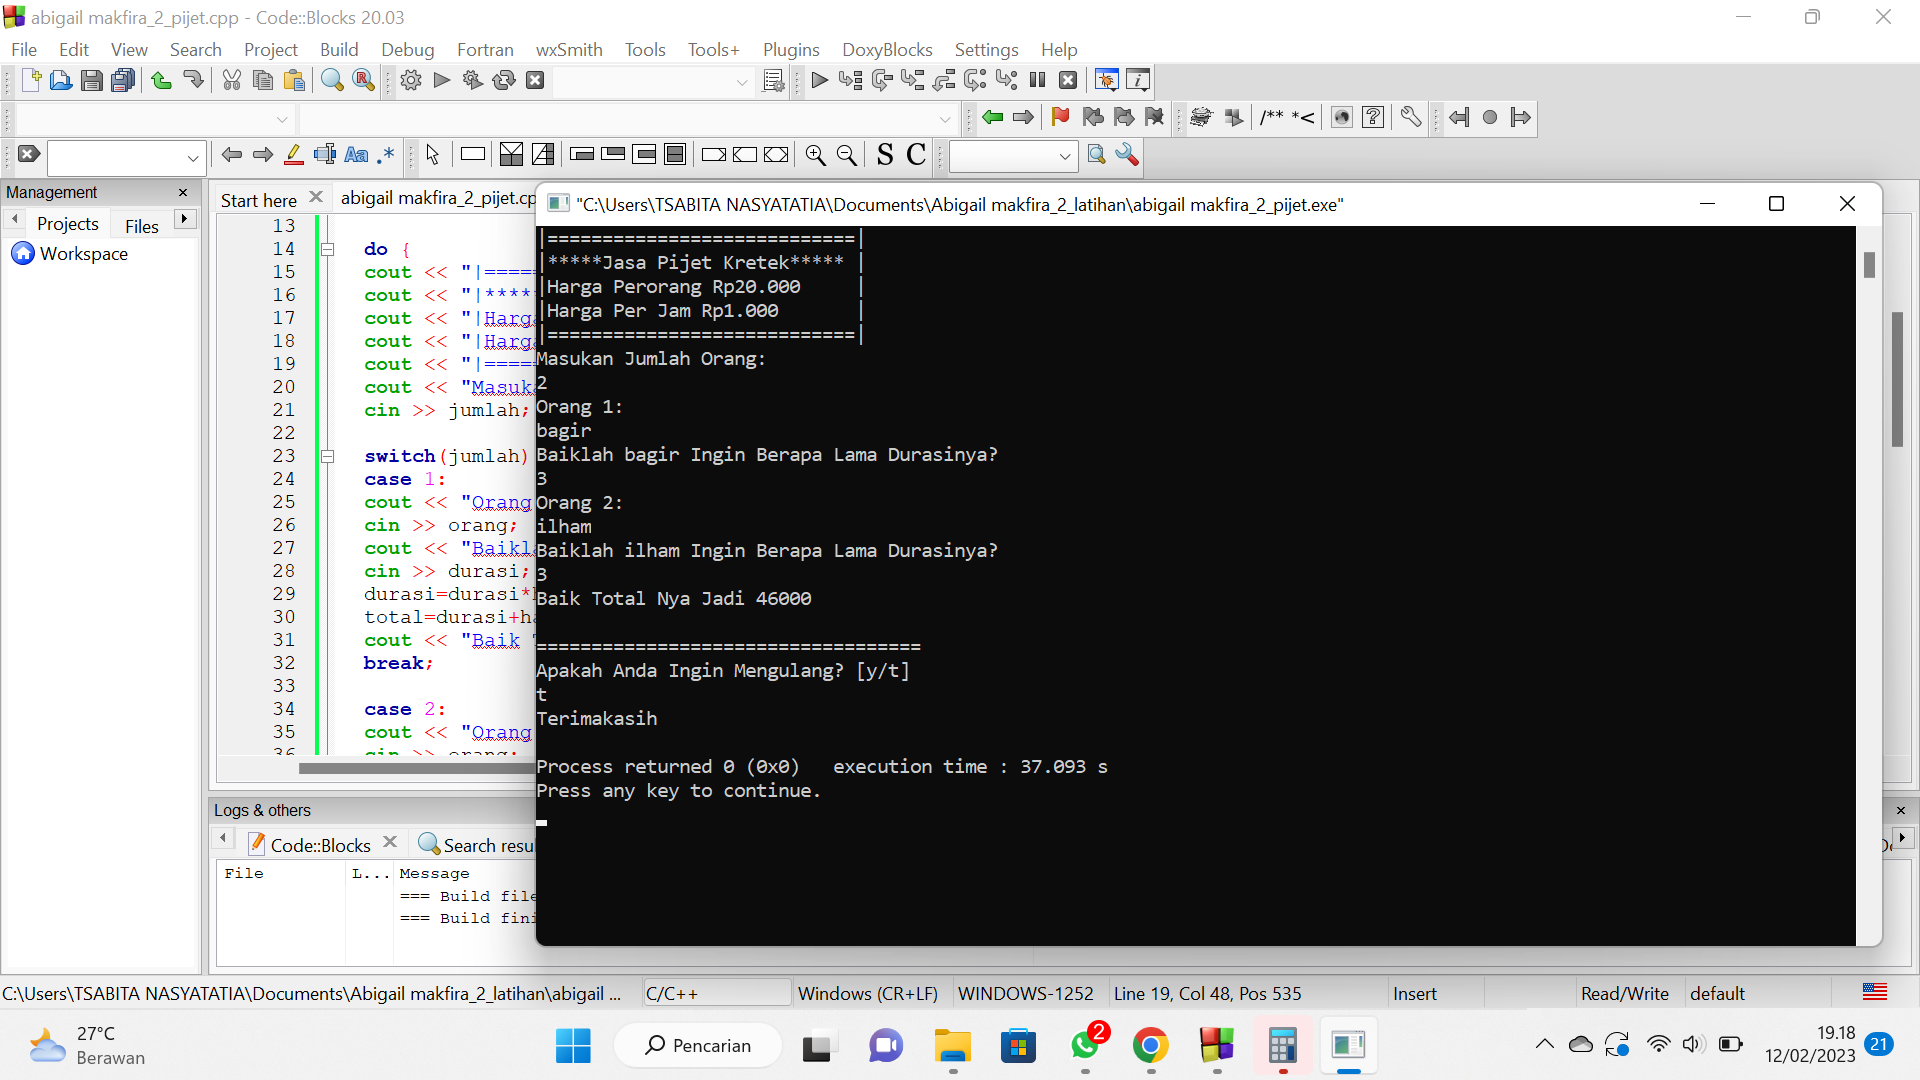 abigail makfira_2_pijet.cpp - Code::Blocks 20.03
File Edit View Search Project Build Debug Fortran wxSmith Tools Tools+ Plugins DoxyBlocks Settings Help
/** *<
Aa .* S C
Management
Projects Files
Workspace
Start here abigail makfira_2_pijet.cp
13
14 do {
15 cout << "|====
16 cout << "|****
17 cout << "|Harg
18 cout << "|Harg
19 cout << "|====
20 cout << "Masuk
21 cin >> jumlah;
22
23 switch(jumlah)
24 case 1:
25 cout << "Orang
26 cin >> orang;
27 cout << "Baikl
28 cin >> durasi;
29 durasi=durasi*
30 total=durasi+h
31 cout << "Baik
32 break;
33
34 case 2:
35 cout << "Orang
36 cin >> orang;
"C:\Users\TSABITA NASYATATIA\Documents\Abigail makfira_2_latihan\abigail makfira_2_pijet.exe"
|============================|
|*****Jasa Pijet Kretek***** |
|Harga Perorang Rp20.000     |
|Harga Per Jam Rp1.000       |
|============================|
Masukan Jumlah Orang:
2
Orang 1:
bagir
Baiklah bagir Ingin Berapa Lama Durasinya?
3
Orang 2:
ilham
Baiklah ilham Ingin Berapa Lama Durasinya?
3
Baik Total Nya Jadi 46000
===================================
Apakah Anda Ingin Mengulang? [y/t]
t
Terimakasih
Process returned 0 (0x0)   execution time : 37.093 s
Press any key to continue.
Logs & others
Code::Blocks Search resu
File L... Message
=== Build file
=== Build fini
C:\Users\TSABITA NASYATATIA\Documents\Abigail makfira_2_latihan\abigail ... C/C++ Windows (CR+LF) WINDOWS-1252 Line 19, Col 48, Pos 535 Insert Read/Write default
27°C
Berawan
Pencarian
2
19.18
12/02/2023
21